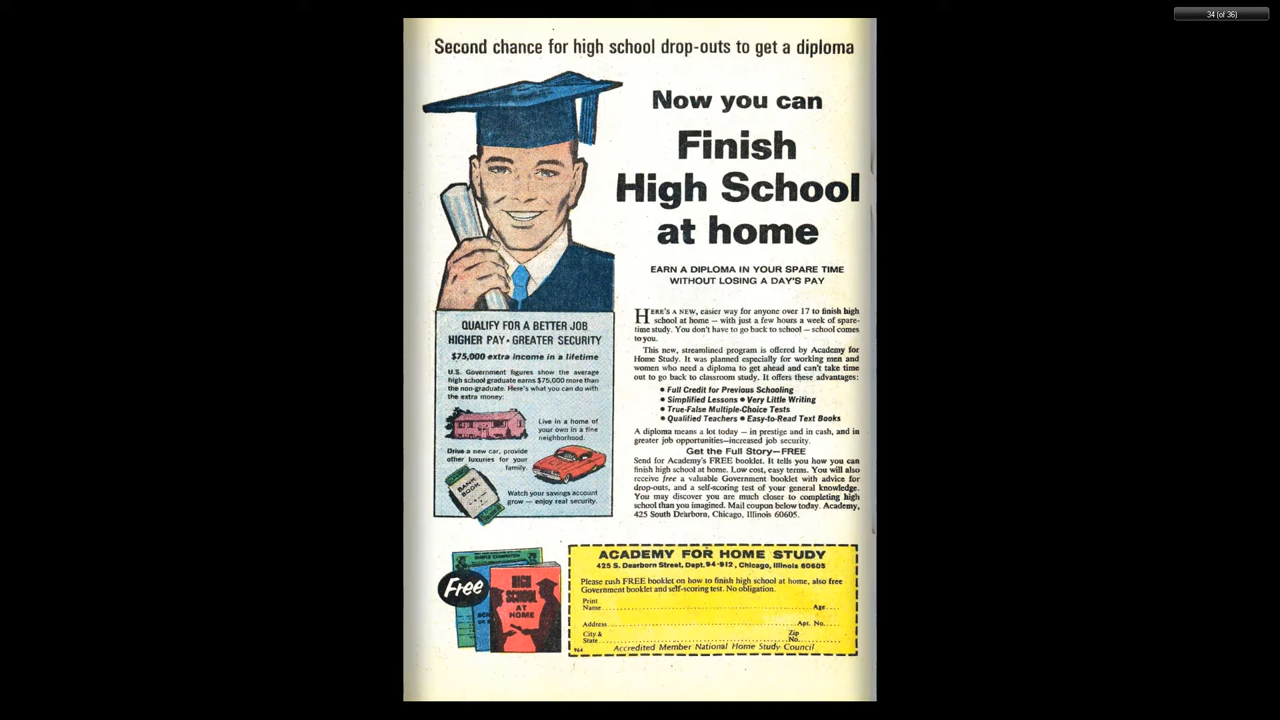 34 (of 36)
Second chance for high school drop-outs to get a diploma
Now you can
Finish
High School
at home
EARN A DIPLOMA IN YOUR SPARE TIME
WITHOUT LOSING A DAY'S PAY
HERE'S A NEW, easier way for anyone over 17 to finish high
school at home — with just a few hours a week of spare-
time study. You don't have to go back to school — school comes
to you.
This new, streamlined program is offered by Academy for
Home Study. It was planned especially for working men and
women who need a diploma to get ahead and can't take time
out to go back to classroom study. It offers these advantages:
● Full Credit for Previous Schooling
● Simplified Lessons ● Very Little Writing
● True-False Multiple-Choice Tests
● Qualified Teachers ● Easy-to-Read Text Books
A diploma means a lot today — in prestige and in cash, and in
greater job opportunities—increased job security.
Get the Full Story—FREE
Send for Academy's FREE booklet. It tells you how you can
finish high school at home. Low cost, easy terms. You will also
receive free a valuable Government booklet with advice for
drop-outs, and a self-scoring test of your general knowledge.
You may discover you are much closer to completing high
school than you imagined. Mail coupon below today. Academy,
425 South Dearborn, Chicago, Illinois 60605.
QUALIFY FOR A BETTER JOB
HIGHER PAY • GREATER SECURITY
$75,000 extra income in a lifetime
U.S. Government figures show the average
high school graduate earns $75,000 more than
the non-graduate. Here's what you can do with
the extra money:
Live in a home of
your own in a fine
neighborhood.
Drive a new car, provide
other luxuries for your
family.
BANK
BOOK
Watch your savings account
grow — enjoy real security.
Free
SAMPLE EXAMINATION
HIGH
SCHOOL
AT
HOME
ACADEMY FOR HOME STUDY
425 S. Dearborn Street, Dept. 94-912, Chicago, Illinois 60605
Please rush FREE booklet on how to finish high school at home, also free
Government booklet and self-scoring test. No obligation.
Print
Name Age
Address Apt. No.
City & Zip
State No.
964 Accredited Member National Home Study Council